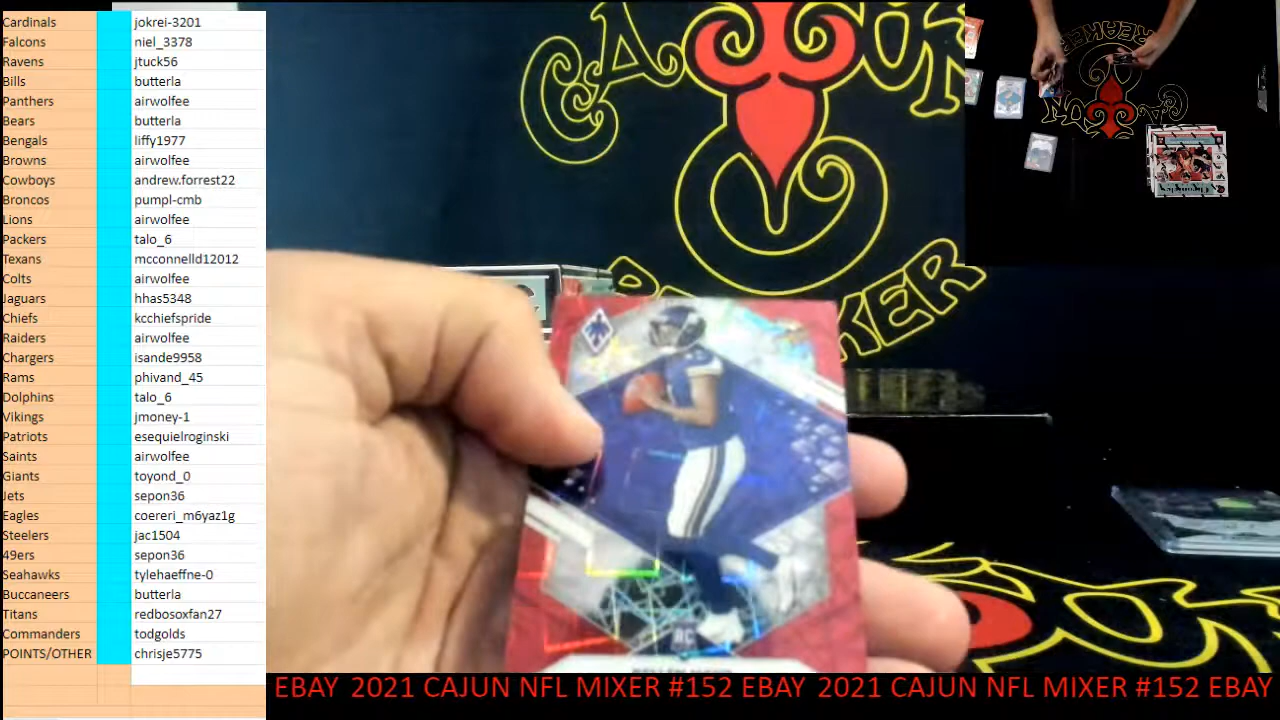 Cardinals jokrei-3201
Falcons niel_3378
Ravens jtuck56
Bills butterla
Panthers airwolfee
Bears butterla
Bengals liffy1977
Browns airwolfee
Cowboys andrew.forrest22
Broncos pumpl-cmb
Lions airwolfee
Packers talo_6
Texans mcconnelld12012
Colts airwolfee
Jaguars hhas5348
Chiefs kcchiefspride
Raiders airwolfee
Chargers isande9958
Rams phivand_45
Dolphins talo_6
Vikings jmoney-1
Patriots esequielroginski
Saints airwolfee
Giants toyond_0
Jets sepon36
Eagles coereri_m6yaz1g
Steelers jac1504
49ers sepon36
Seahawks tylehaeffne-0
Buccaneers butterla
Titans redbosoxfan27
Commanders todgolds
POINTS/OTHER chrisje5775
RC
EBAY 2021 CAJUN NFL MIXER #152 EBAY 2021 CAJUN NFL MIXER #152 EBAY